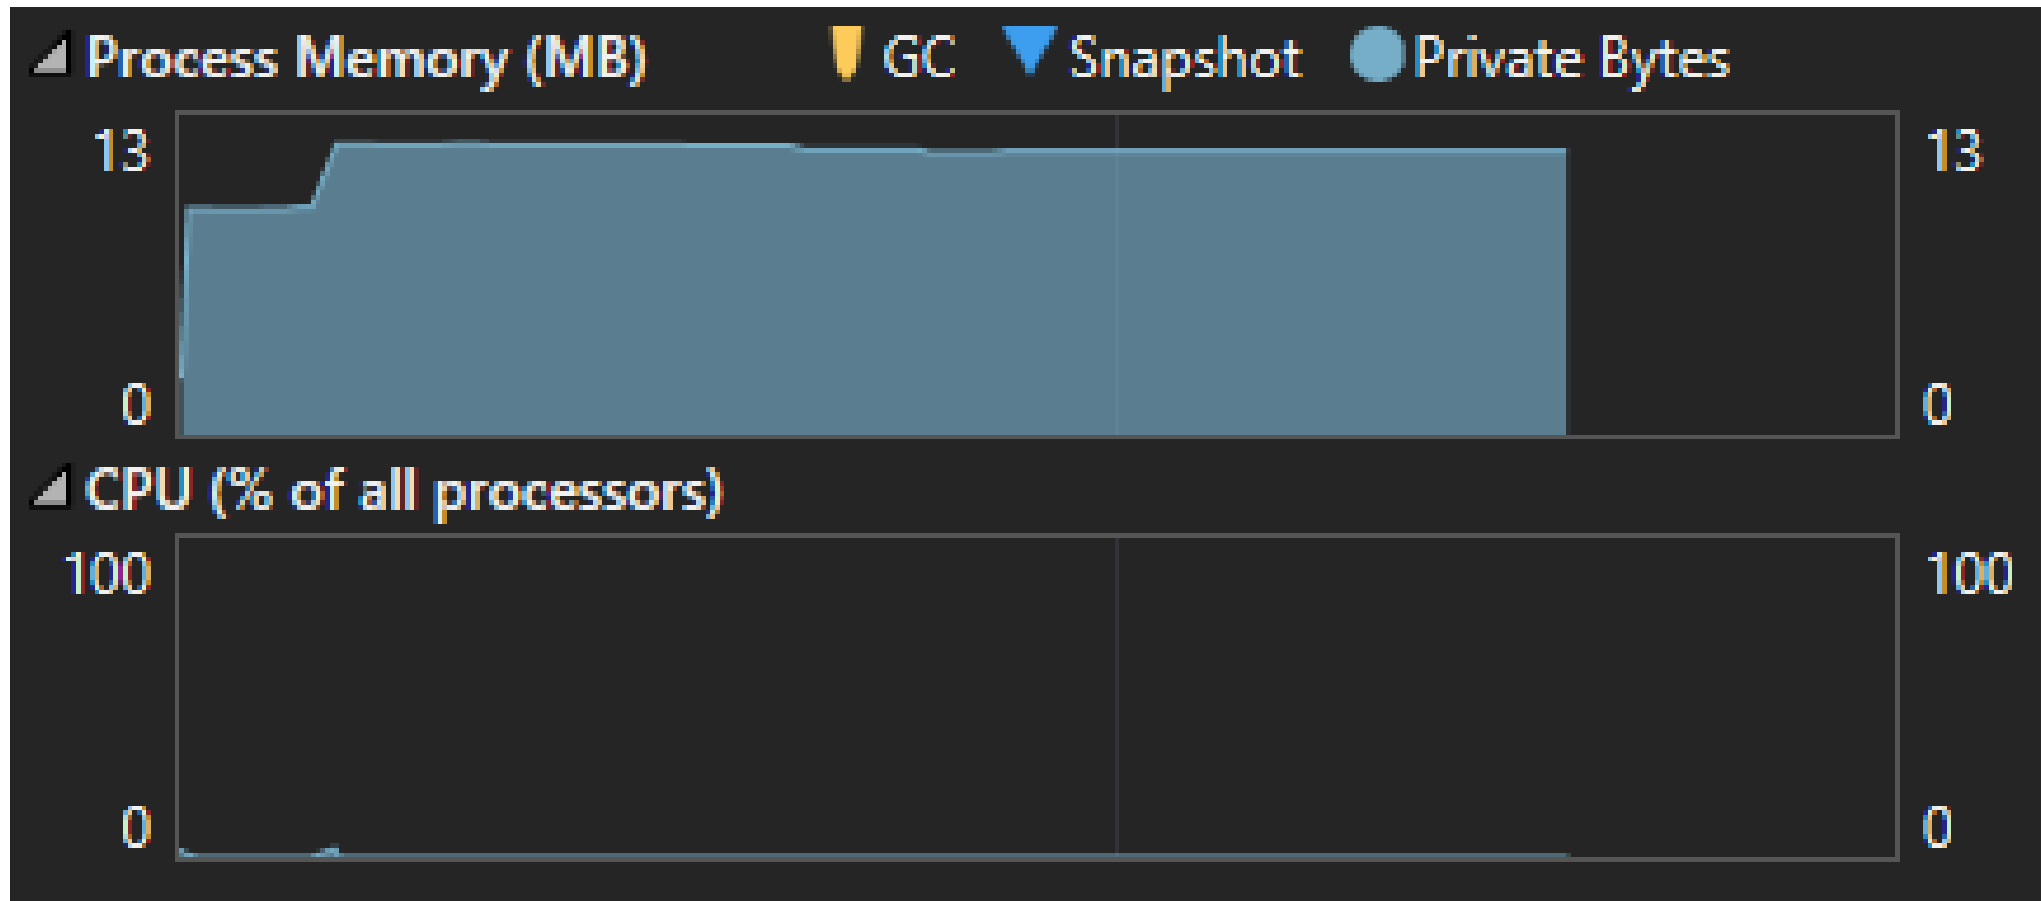 Process Memory (MB) GC Snapshot Private Bytes
13 13
0 0
CPU (% of all processors)
100 100
0 0